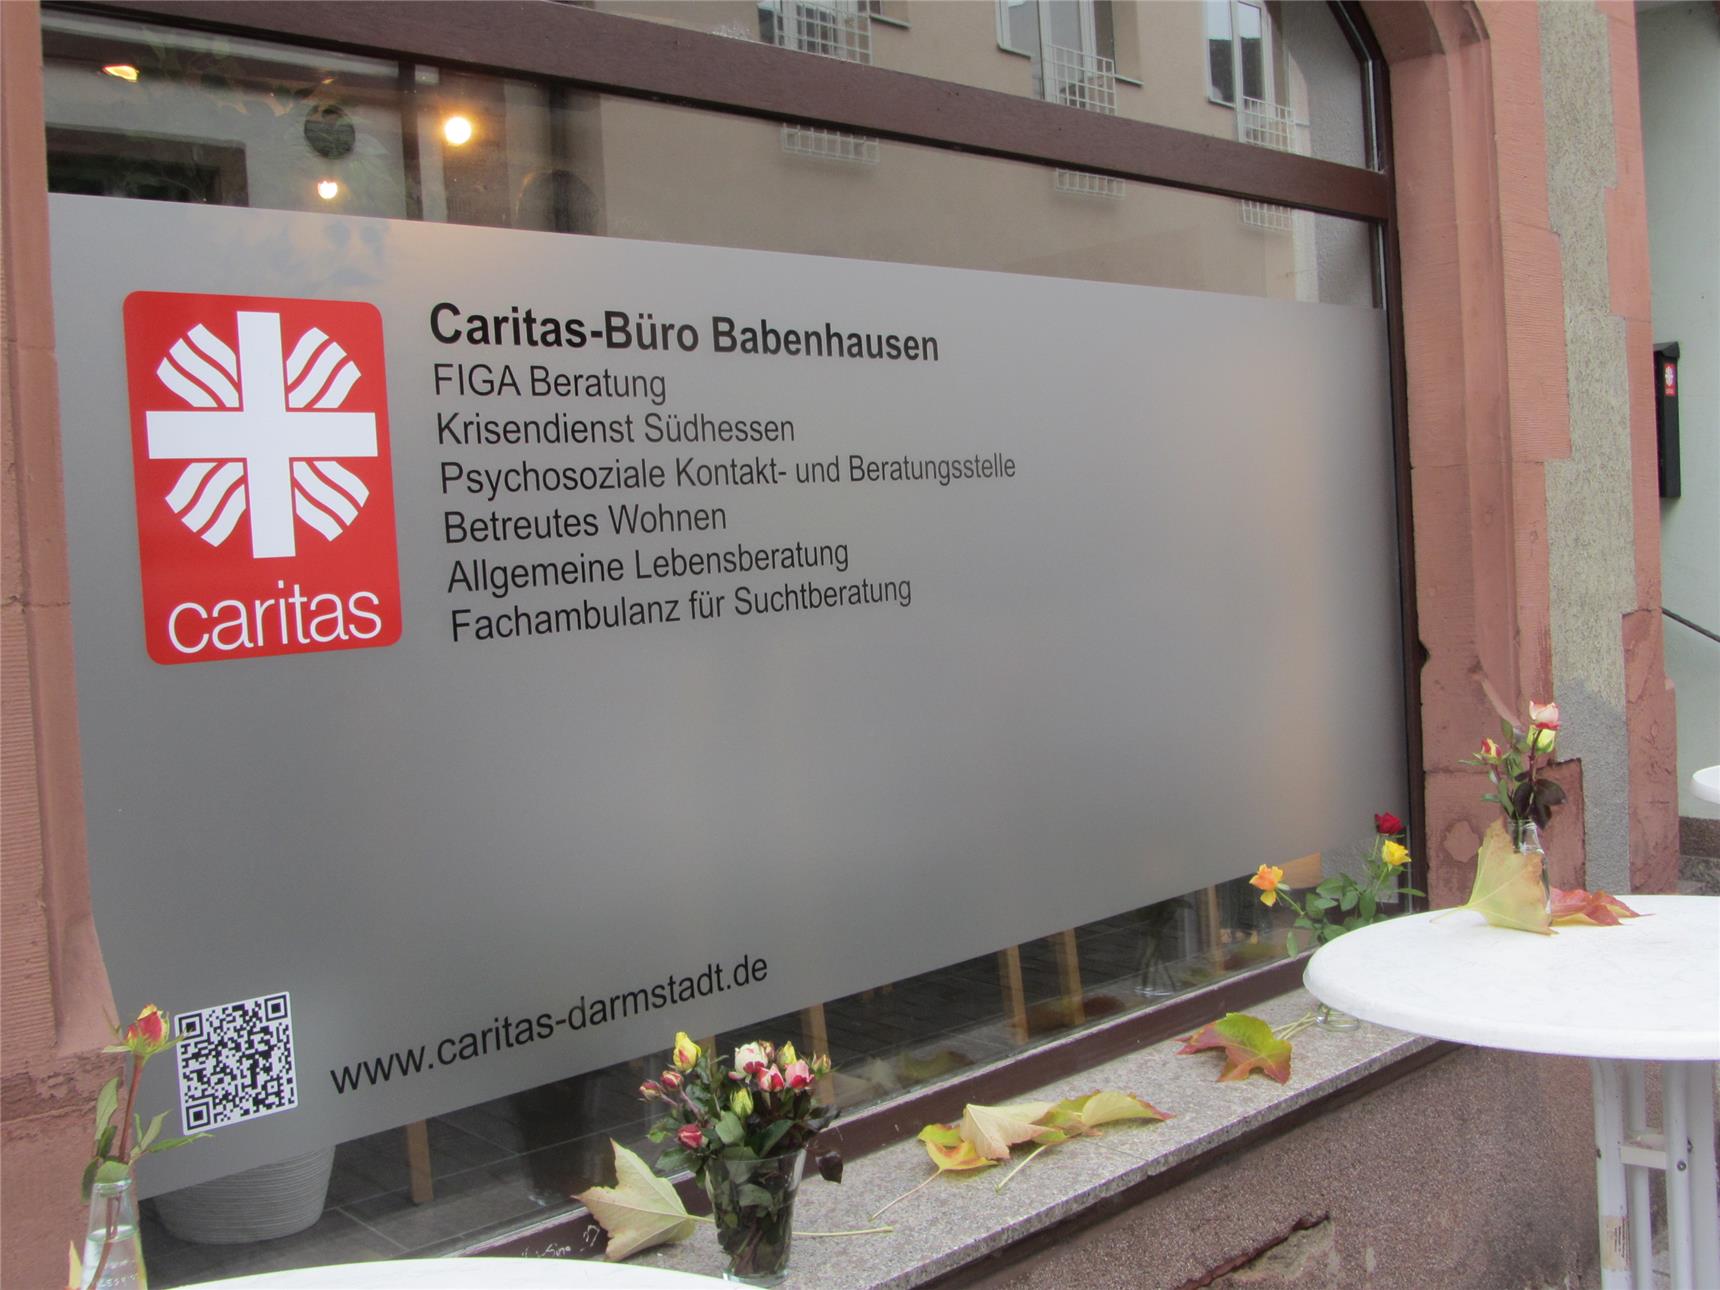 caritas
Caritas-Büro Babenhausen
FIGA Beratung
Krisendienst Südhessen
Psychosoziale Kontakt- und Beratungsstelle
Betreutes Wohnen
Allgemeine Lebensberatung
Fachambulanz für Suchtberatung
www.caritas-darmstadt.de